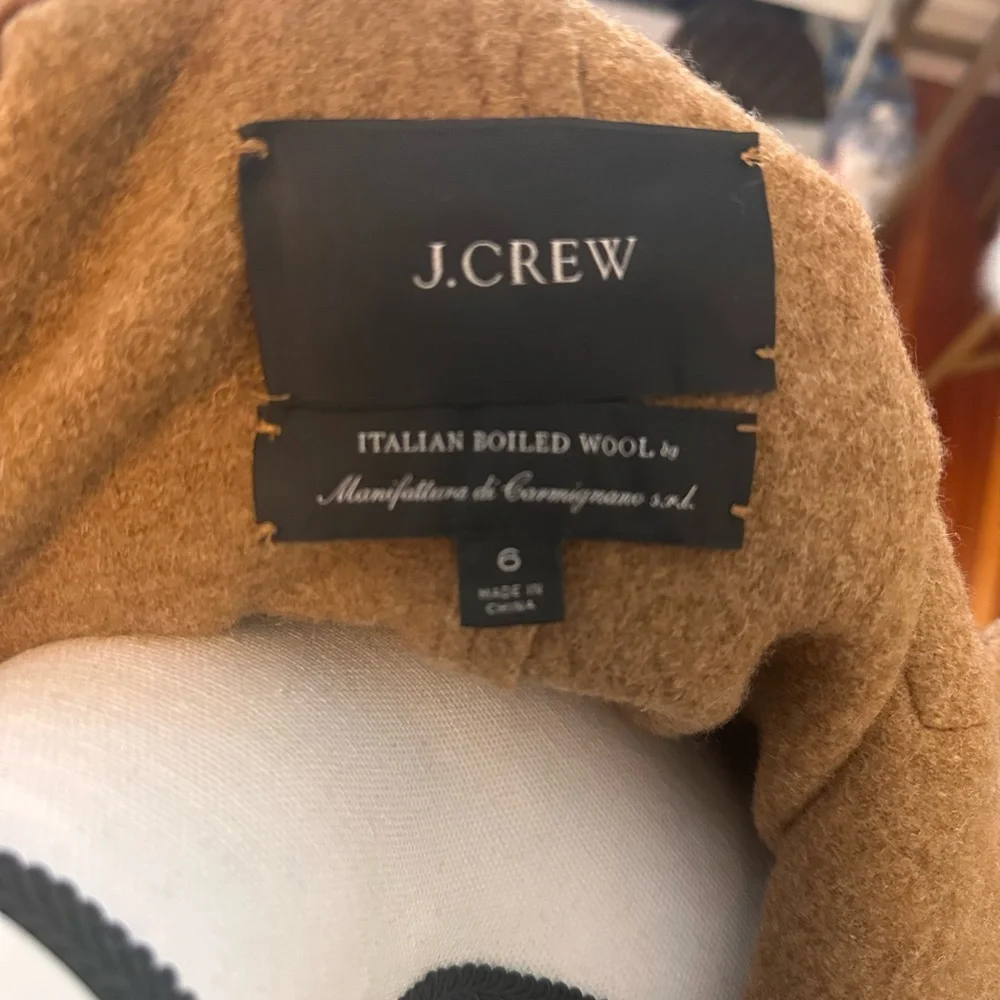 J.CREW
ITALIAN BOILED WOOL by
Manifattura di Carmignano s.r.l.
6
MADE IN
CHINA